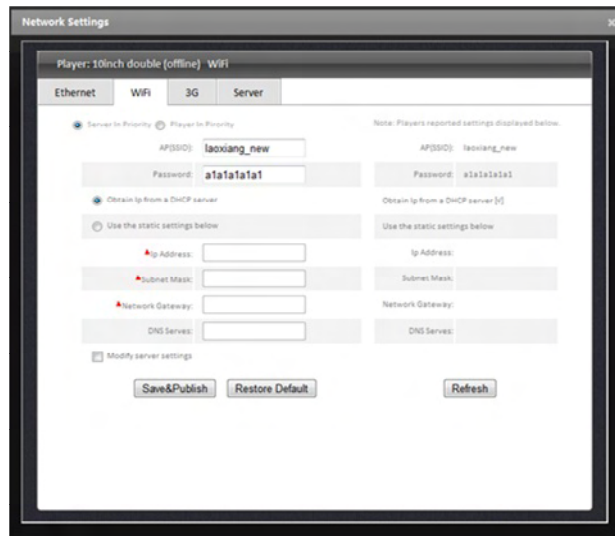 Network Settings x
Player: 10inch double (offline) WiFi
Ethernet WiFi 3G Server
Server In Priority Player In Pirority Note: Players reported settings displayed below.
AP(SSID): laoxiang_new AP(SSID): laoxiang_new
Password: a1a1a1a1a1 Password: a1a1a1a1a1
Obtain Ip from a DHCP server Obtain Ip from a DHCP server [√]
Use the static settings below Use the static settings below
Ip Address: Ip Address:
Subnet Mask: Subnet Mask:
Network Gateway: Network Gateway:
DNS Serves: DNS Serves:
Modify server settings
Save&Publish Restore Default Refresh